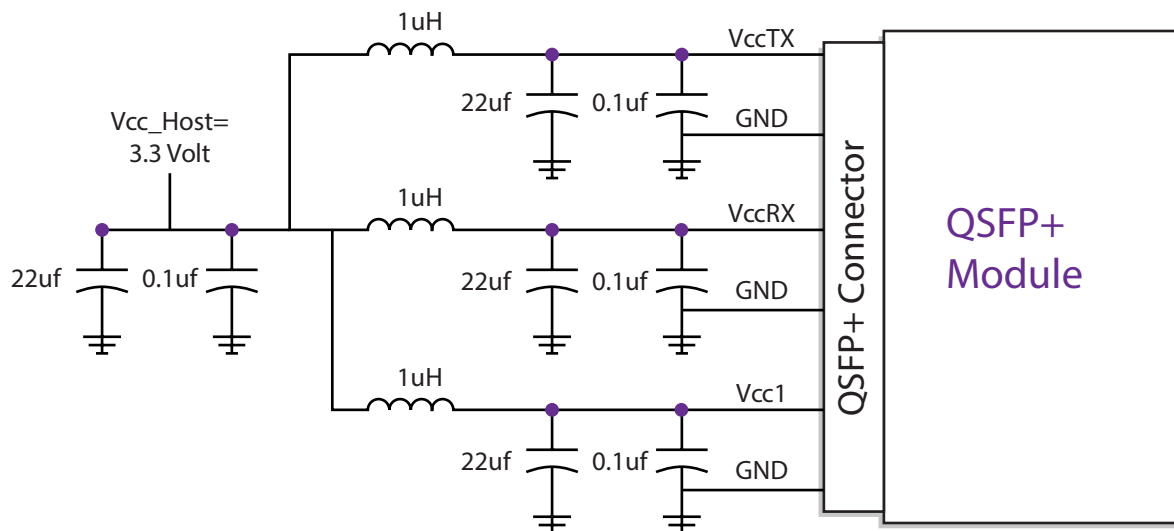 1uH
VccTX
22uf
0.1uf
GND
Vcc_Host=
3.3 Volt
1uH
VccRX
22uf
0.1uf
22uf
0.1uf
GND
1uH
Vcc1
22uf
0.1uf
GND
QSFP+ Connector
QSFP+
Module